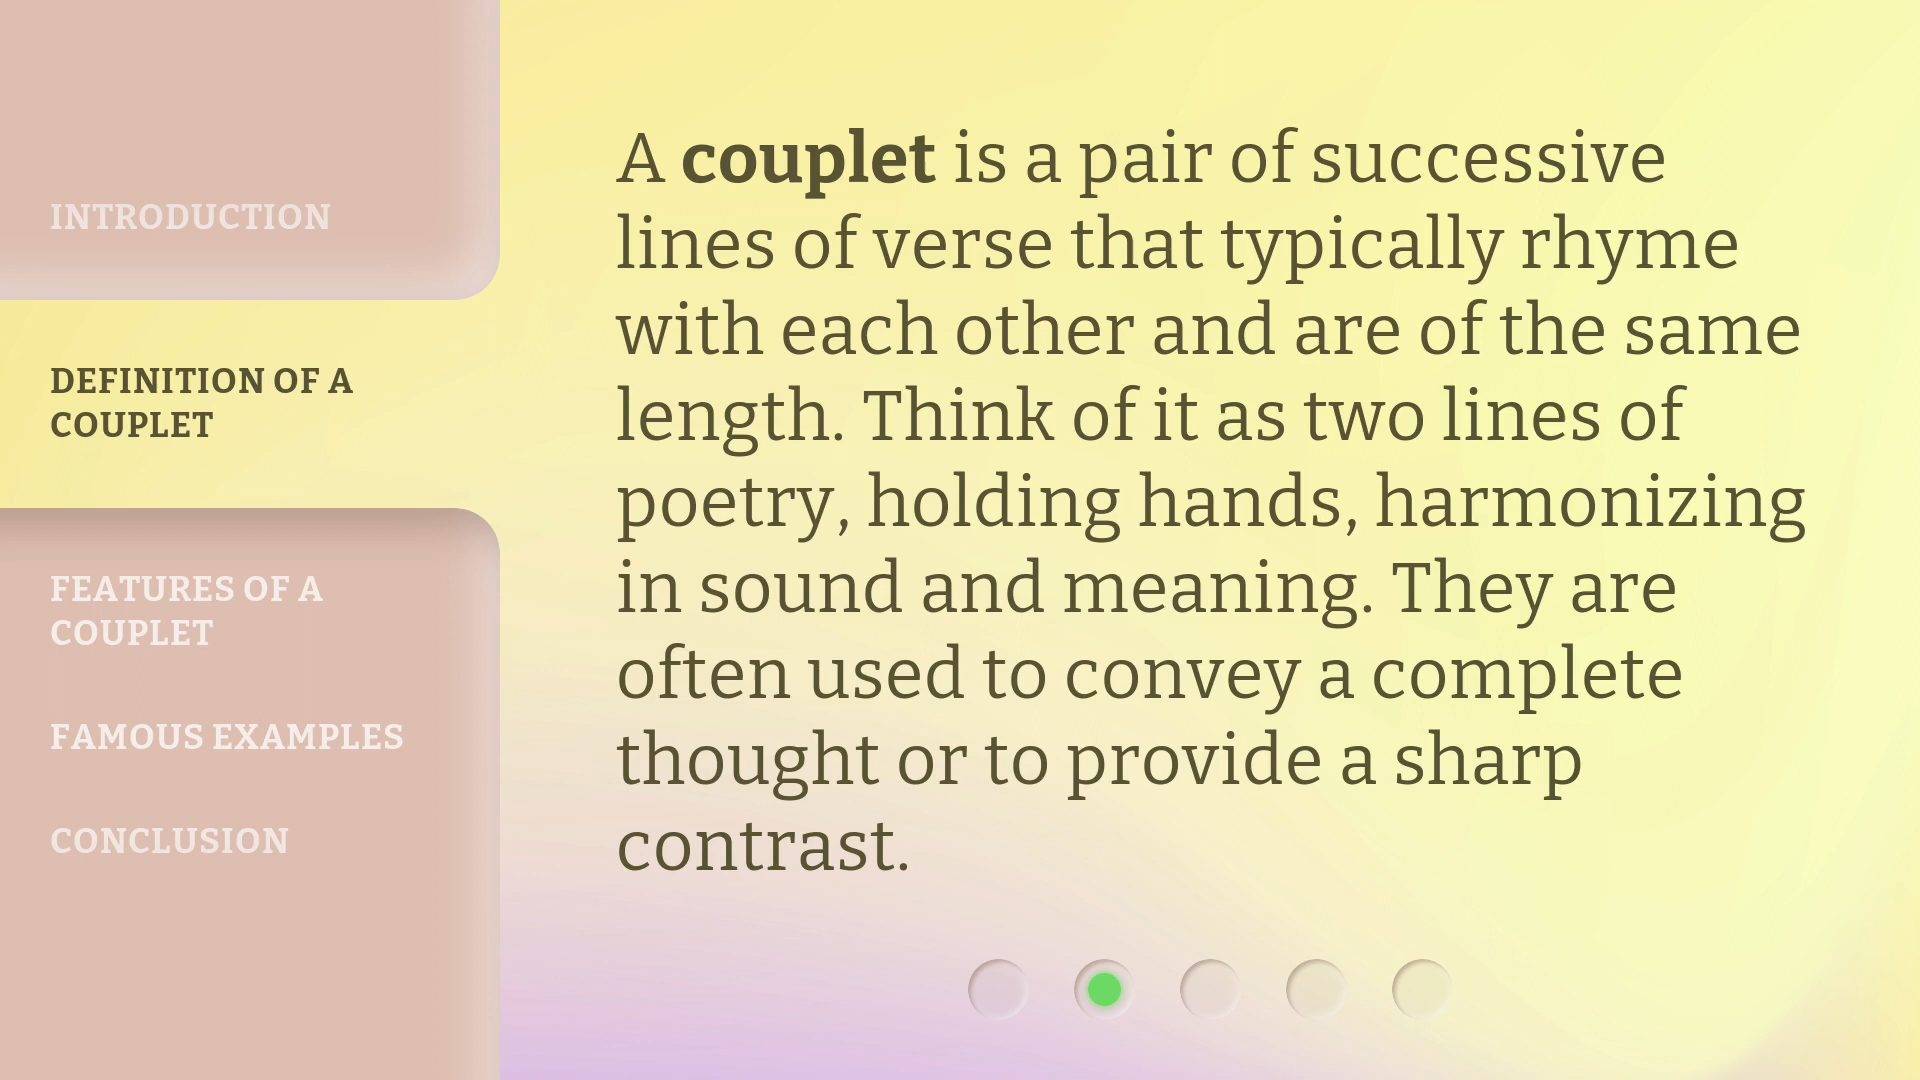 INTRODUCTION
DEFINITION OF A
COUPLET
FEATURES OF A
COUPLET
FAMOUS EXAMPLES
CONCLUSION
A couplet is a pair of successive
lines of verse that typically rhyme
with each other and are of the same
length. Think of it as two lines of
poetry, holding hands, harmonizing
in sound and meaning. They are
often used to convey a complete
thought or to provide a sharp
contrast.